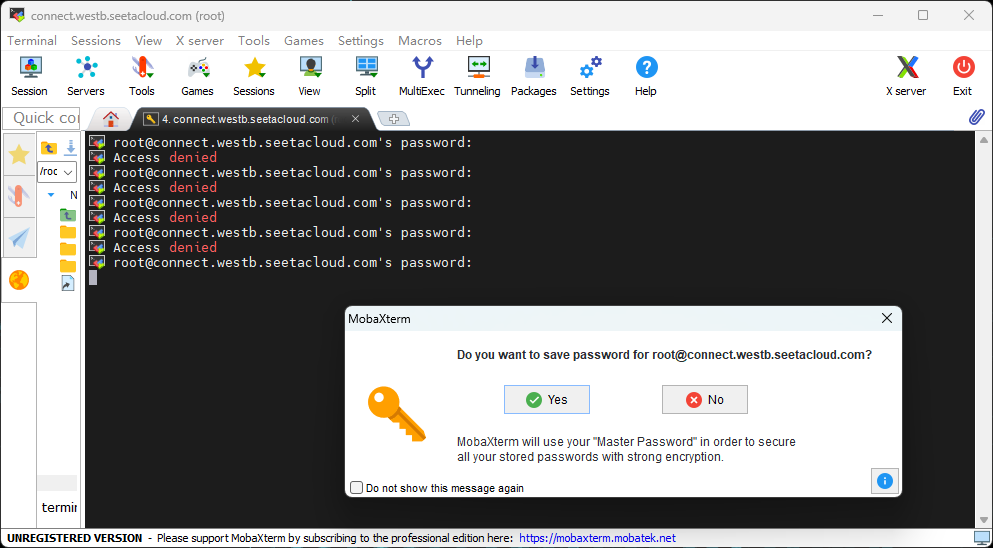 connect.westb.seetacloud.com (root)
Terminal Sessions View X server Tools Games Settings Macros Help
Session Servers Tools Games Sessions View Split MultiExec Tunneling Packages Settings Help X server Exit
Quick cor
4. connect.westb.seetacloud.com (
/roc
N
root@connect.westb.seetacloud.com's password:
Access denied
root@connect.westb.seetacloud.com's password:
Access denied
root@connect.westb.seetacloud.com's password:
Access denied
root@connect.westb.seetacloud.com's password:
Access denied
root@connect.westb.seetacloud.com's password:
MobaXterm
Do you want to save password for root@connect.westb.seetacloud.com?
Yes No
MobaXterm will use your "Master Password" in order to secure
all your stored passwords with strong encryption.
Do not show this message again
termin
UNREGISTERED VERSION - Please support MobaXterm by subscribing to the professional edition here: https://mobaxterm.mobatek.net